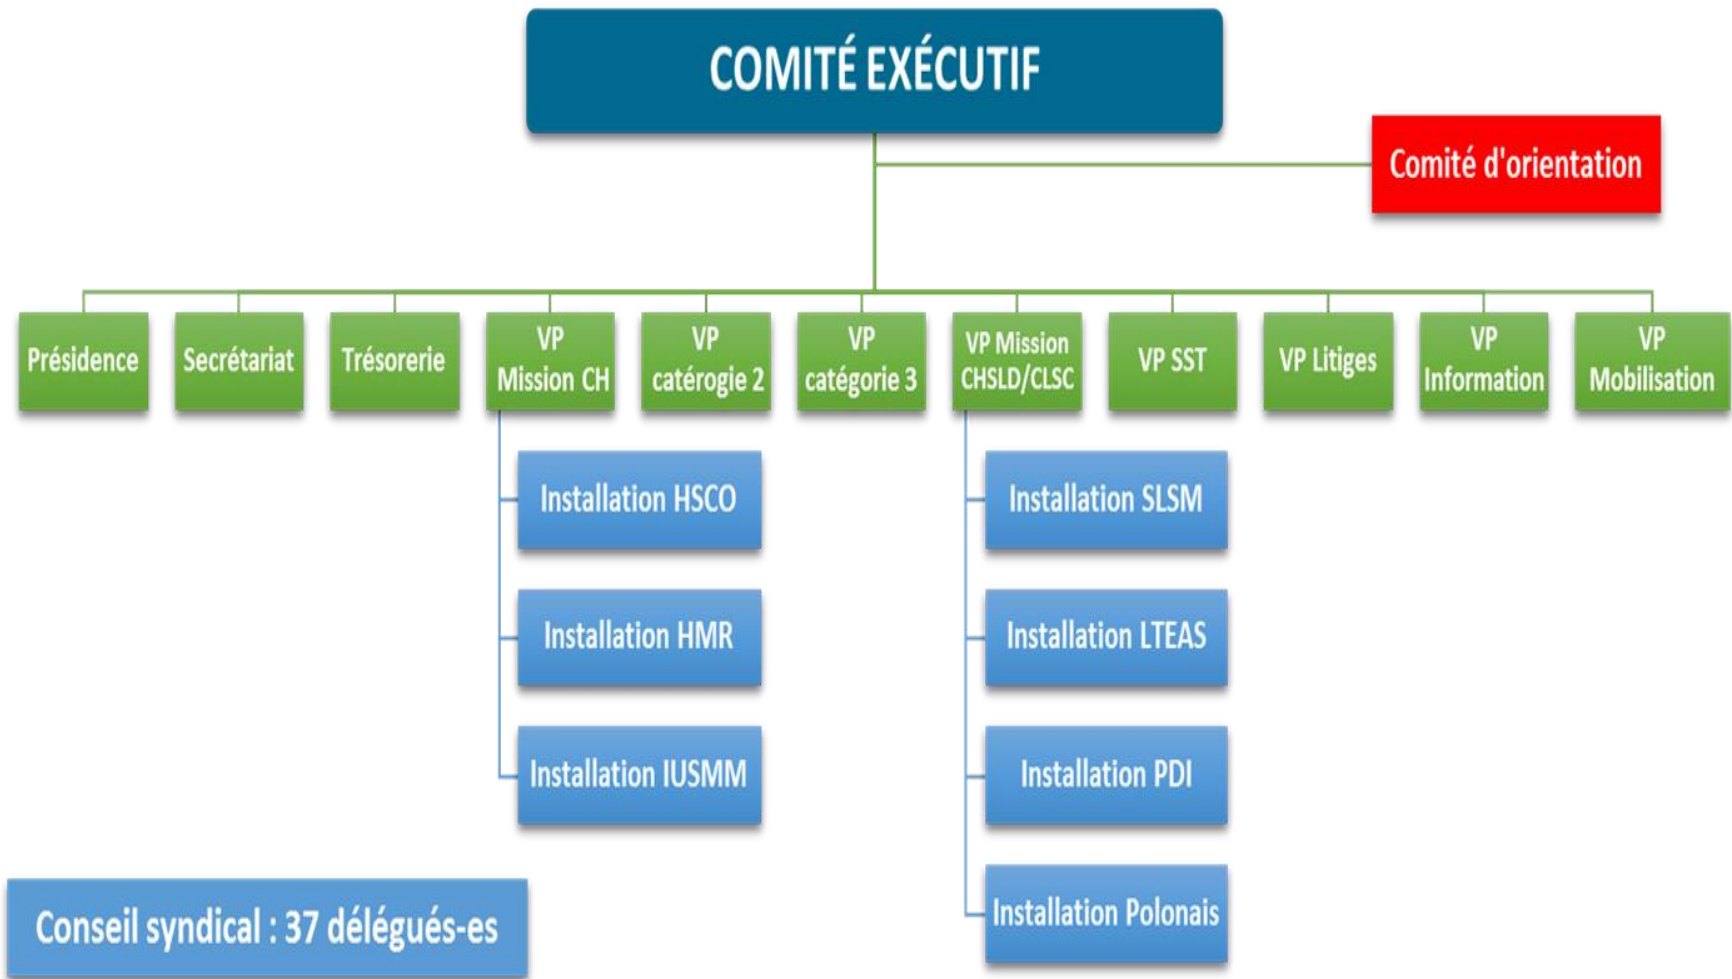 COMITÉ EXÉCUTIF
Comité d'orientation
Présidence
Secrétariat
Trésorerie
VP
Mission CH
VP
catérogie 2
VP
catégorie 3
VP Mission
CHSLD/CLSC
VP SST
VP Litiges
VP
Information
VP
Mobilisation
Installation HSCO
Installation HMR
Installation IUSMM
Installation SLSM
Installation LTEAS
Installation PDI
Installation Polonais
Conseil syndical : 37 délégués-es